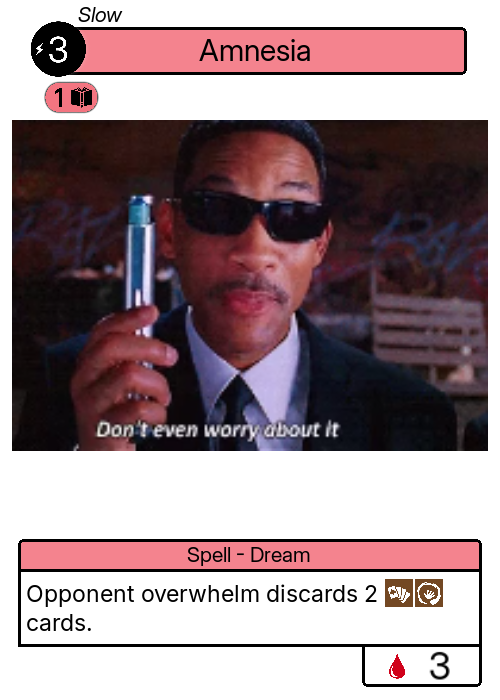 Slow
3
Amnesia
1
Don't even worry about it
Spell - Dream
Opponent overwhelm discards 2
cards.
3